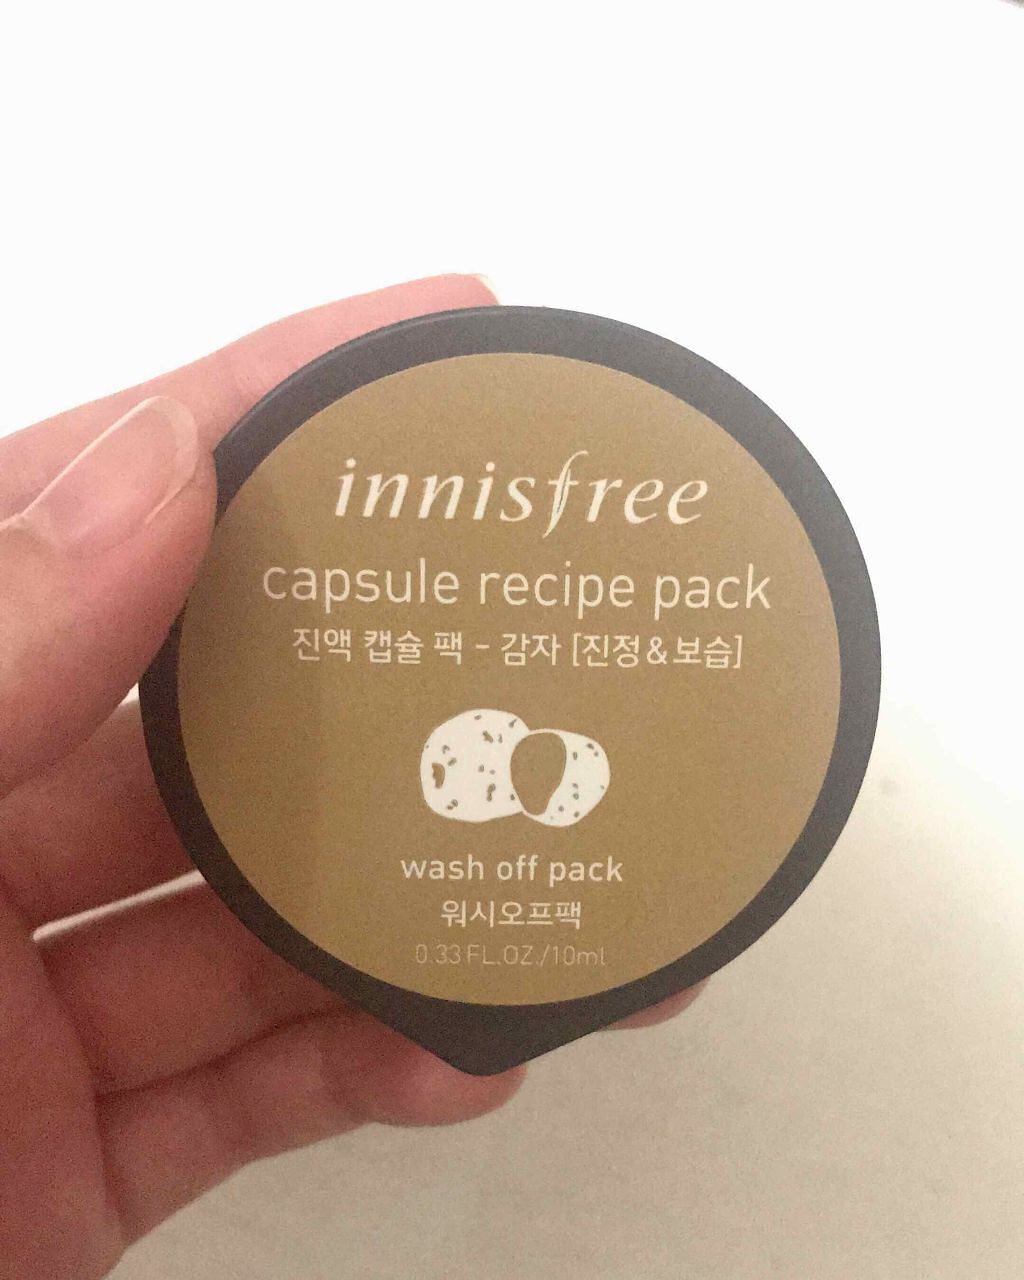 innisfree
capsule recipe pack
진액 캡슐 팩 - 감자 [진정&보습]
wash off pack
워시오프팩
0.33 FL.OZ./10ml